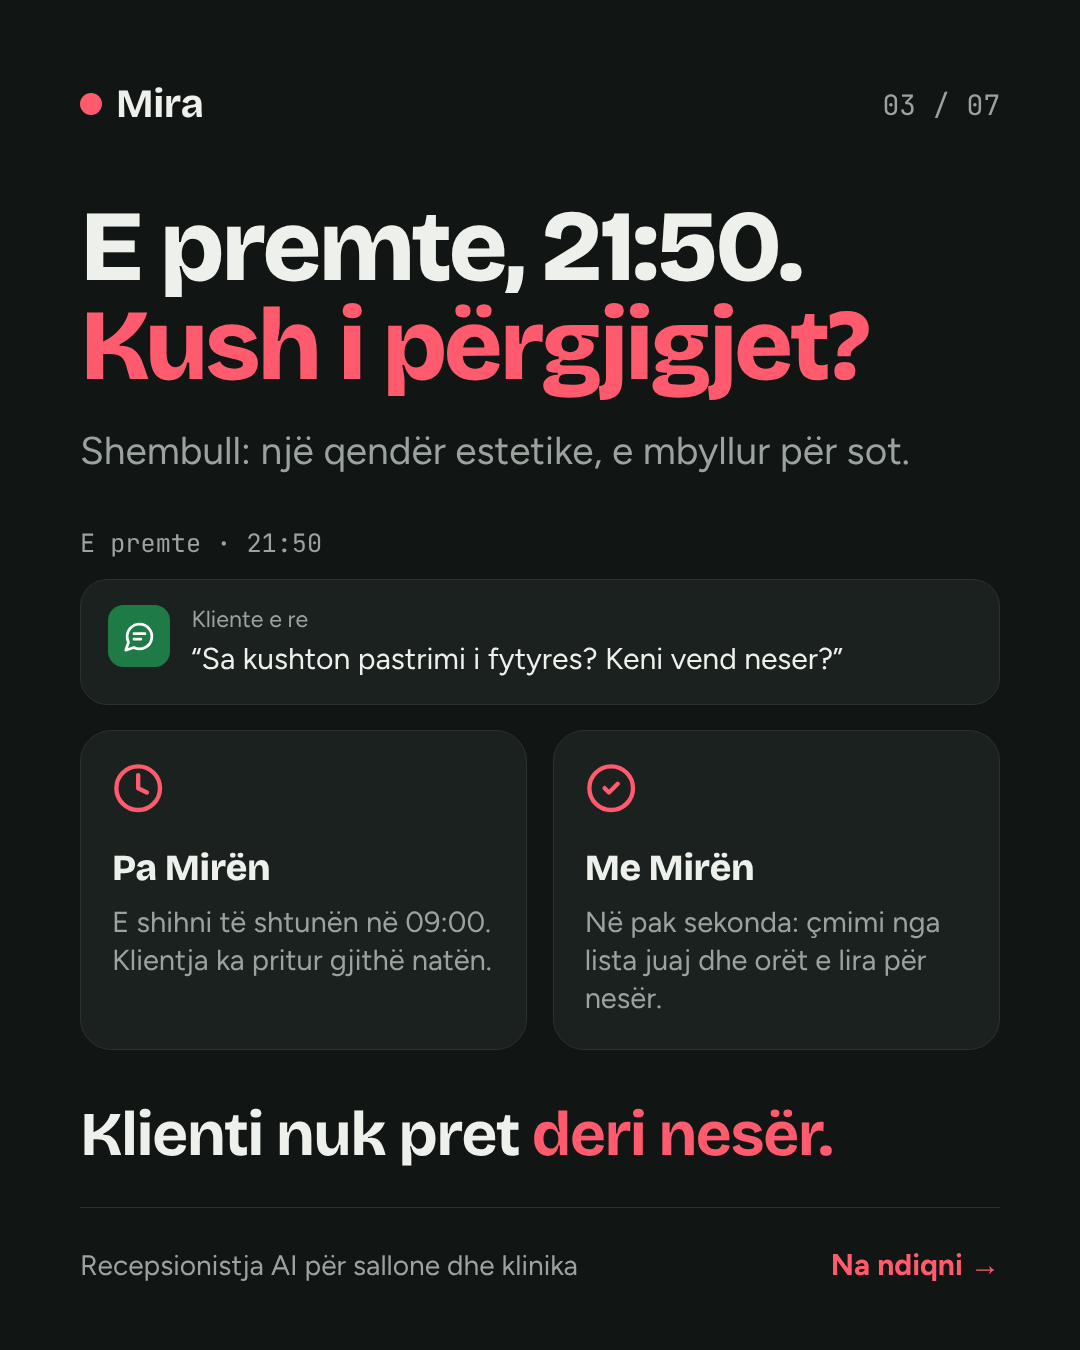 Mira
03 / 07
E premte, 21:50.
Kush i përgjigjet?
Shembull: një qendër estetike, e mbyllur për sot.
E premte · 21:50
Kliente e re
“Sa kushton pastrimi i fytyres? Keni vend neser?”
Pa Mirën
E shihni të shtunën në 09:00.
Klientja ka pritur gjithë natën.
Me Mirën
Në pak sekonda: çmimi nga
lista juaj dhe orët e lira për
nesër.
Klienti nuk pret deri nesër.
Recepsionistja AI për sallone dhe klinika
Na ndiqni →